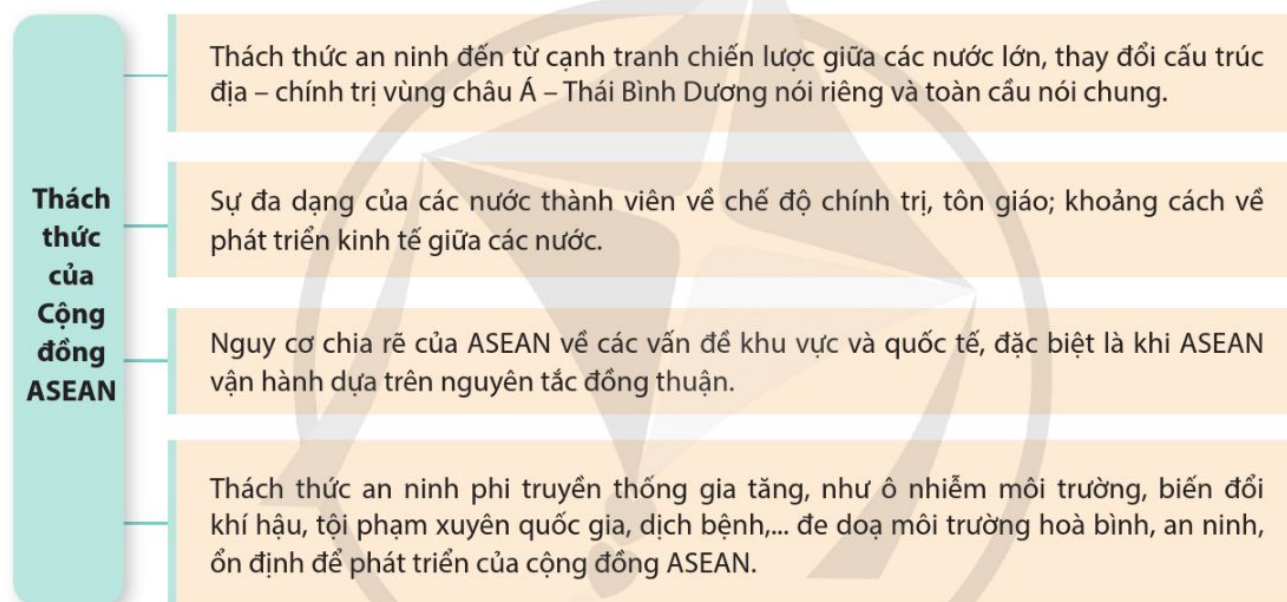 Thách
thức
của
Cộng
đồng
ASEAN
Thách thức an ninh đến từ cạnh tranh chiến lược giữa các nước lớn, thay đổi cấu trúc
địa – chính trị vùng châu Á – Thái Bình Dương nói riêng và toàn cầu nói chung.
Sự đa dạng của các nước thành viên về chế độ chính trị, tôn giáo; khoảng cách về
phát triển kinh tế giữa các nước.
Nguy cơ chia rẽ của ASEAN về các vấn đề khu vực và quốc tế, đặc biệt là khi ASEAN
vận hành dựa trên nguyên tắc đồng thuận.
Thách thức an ninh phi truyền thống gia tăng, như ô nhiễm môi trường, biến đổi
khí hậu, tội phạm xuyên quốc gia, dịch bệnh,... đe doạ môi trường hoà bình, an ninh,
ổn định để phát triển của cộng đồng ASEAN.